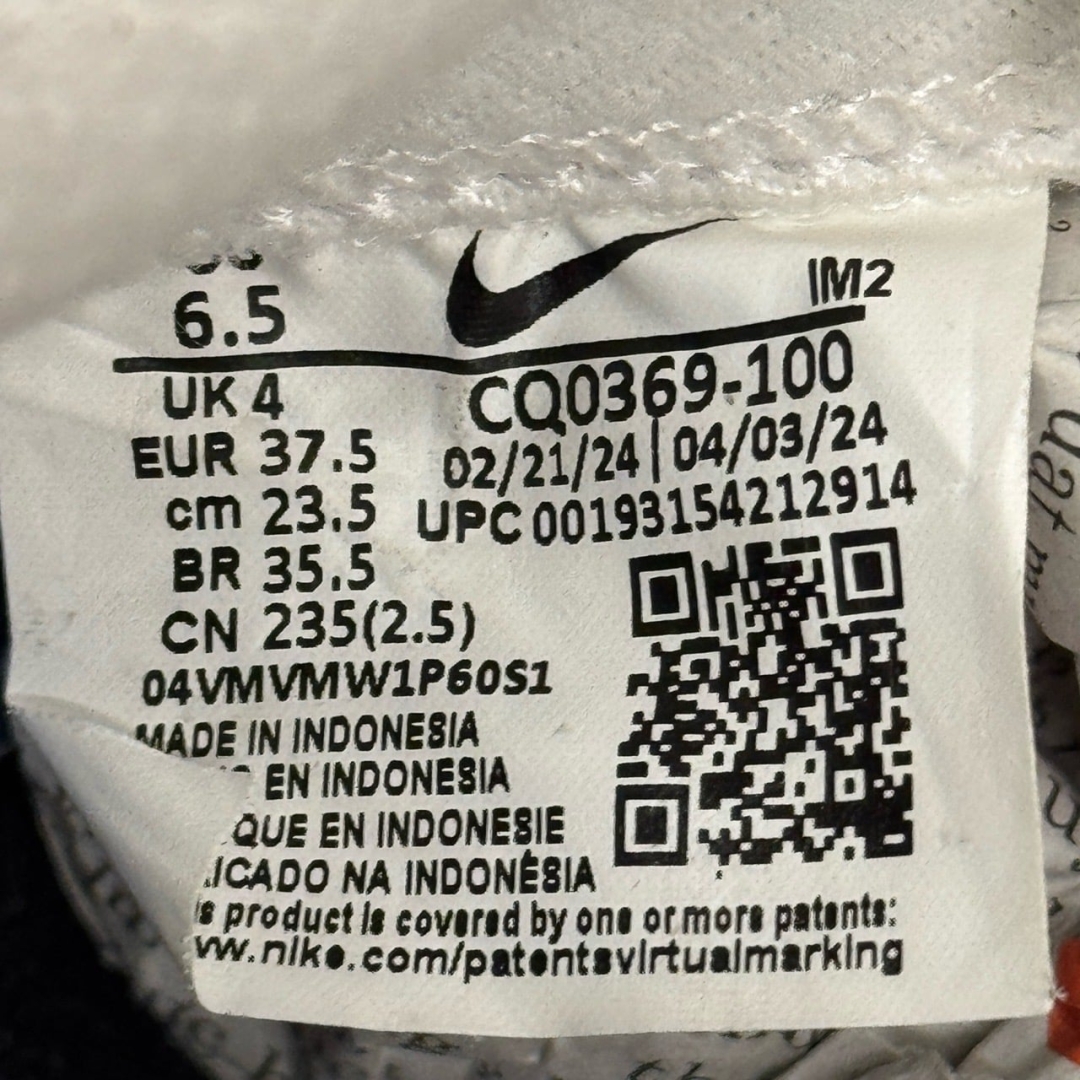 6.5
IM2
UK 4
CQ0369-100
EUR 37.5
02/21/24 | 04/03/24
cm 23.5
UPC 00193154212914
BR 35.5
CN 235(2.5)
04VMVMW1P60S1
MADE IN INDONESIA
EN INDONESIA
QUE EN INDONESIE
ICADO NA INDONÉSIA
s product is covered by one or more patents:
vw.nike.com/patentsvirtualmarking